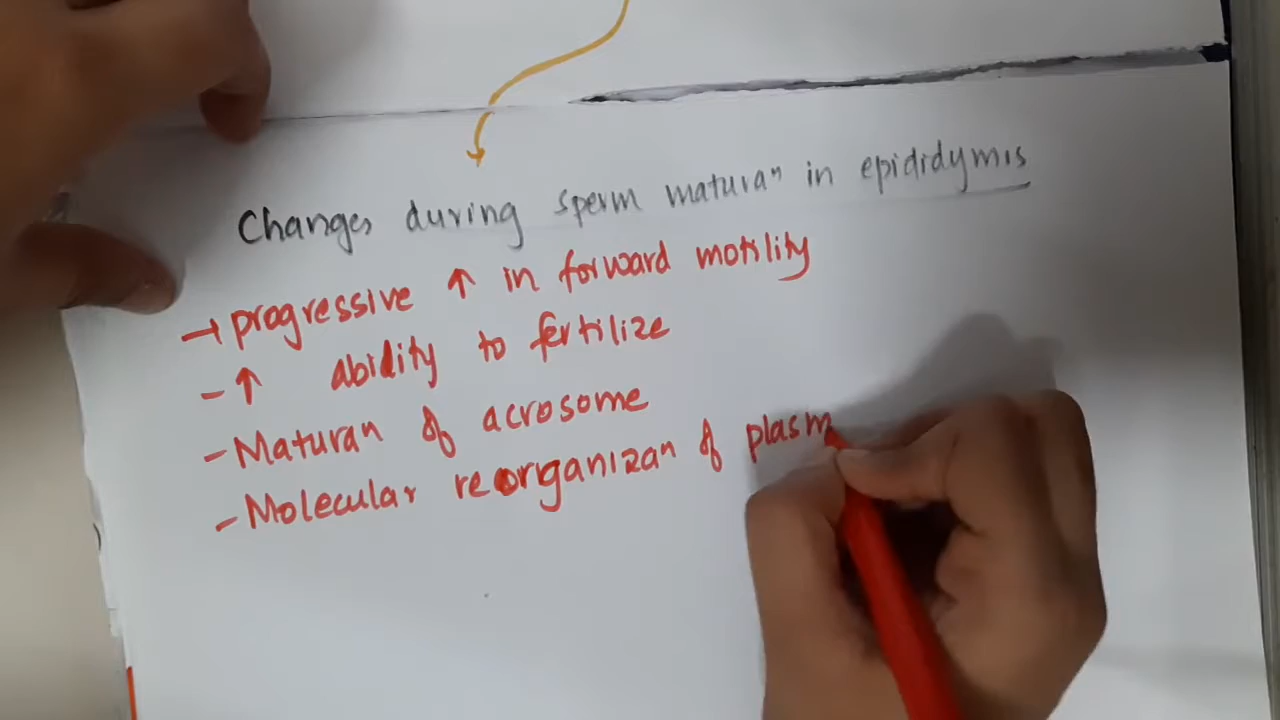 Changes during sperm maturaⁿ in epididymis
→ progressive ↑ in forward motility
- ↑ ability to fertilize
- Maturan of acrosome
- Molecular reorganizaⁿ of plasm